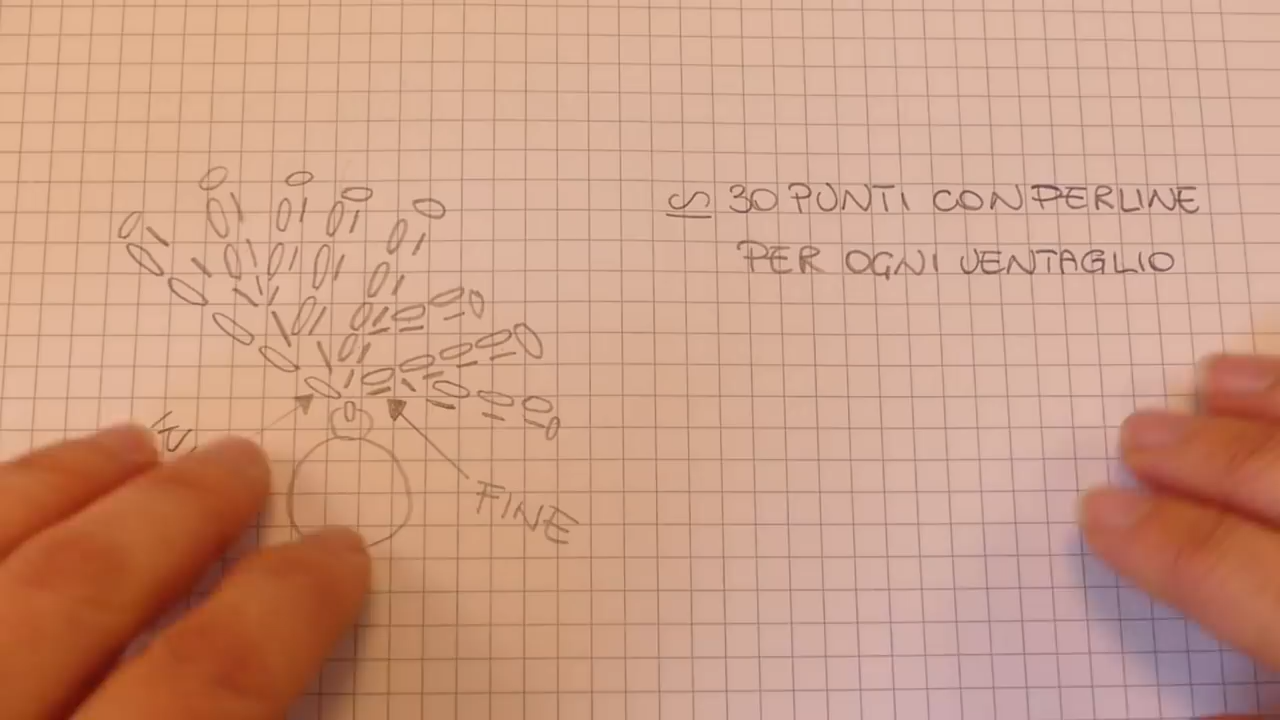 ≅ 30 PUNTI CON PERLINE
PER OGNI VENTAGLIO
FINE